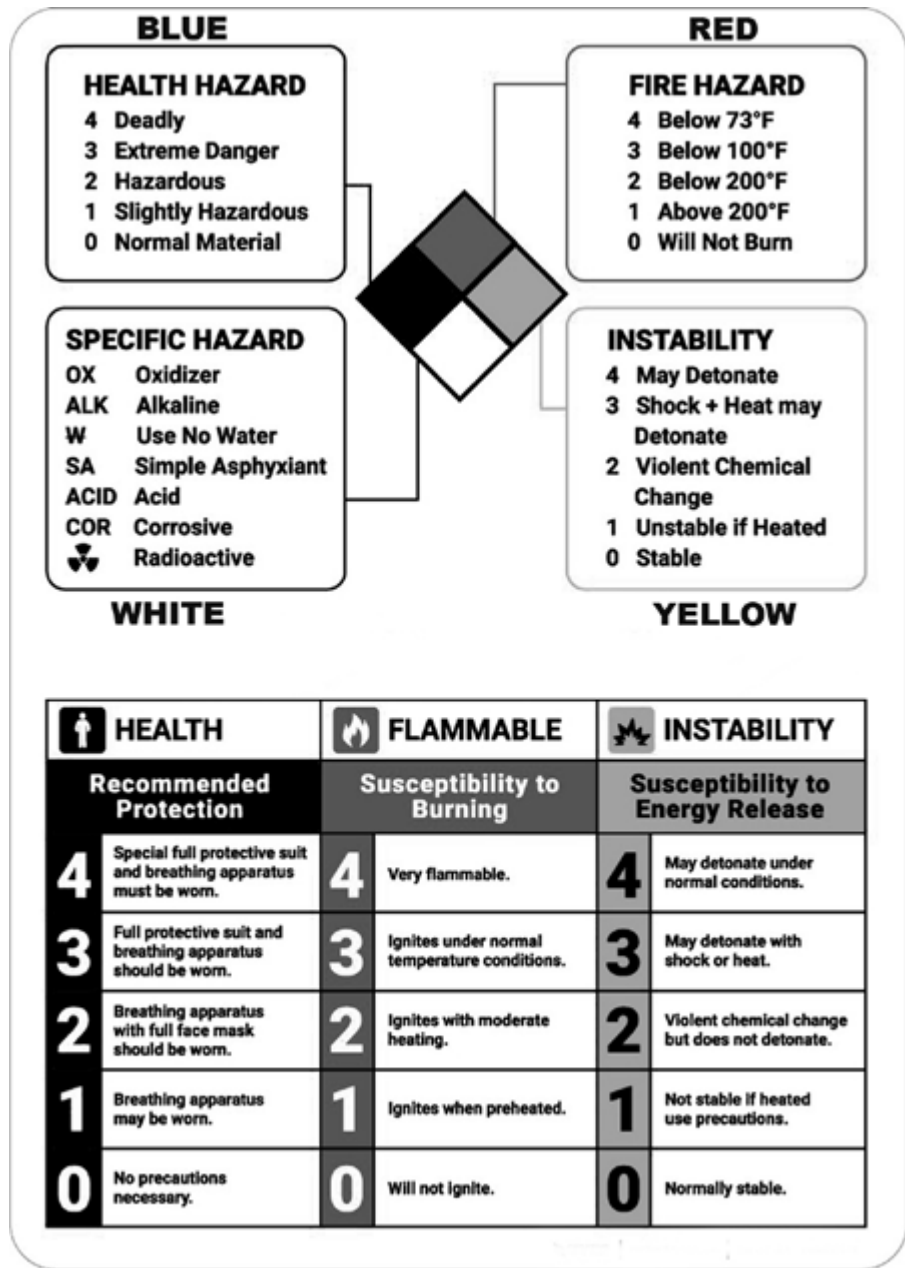 BLUE
HEALTH HAZARD
4 Deadly
3 Extreme Danger
2 Hazardous
1 Slightly Hazardous
0 Normal Material
RED
FIRE HAZARD
4 Below 73°F
3 Below 100°F
2 Below 200°F
1 Above 200°F
0 Will Not Burn
SPECIFIC HAZARD
OX Oxidizer
ALK Alkaline
W̶ Use No Water
SA Simple Asphyxiant
ACID Acid
COR Corrosive
☢ Radioactive
WHITE
INSTABILITY
4 May Detonate
3 Shock + Heat may
Detonate
2 Violent Chemical
Change
1 Unstable if Heated
0 Stable
YELLOW
HEALTH
Recommended
Protection
4 Special full protective suit
and breathing apparatus
must be worn.
3 Full protective suit and
breathing apparatus
should be worn.
2 Breathing apparatus
with full face mask
should be worn.
1 Breathing apparatus
may be worn.
0 No precautions
necessary.
FLAMMABLE
Susceptibility to
Burning
4 Very flammable.
3 Ignites under normal
temperature conditions.
2 Ignites with moderate
heating.
1 Ignites when preheated.
0 Will not ignite.
INSTABILITY
Susceptibility to
Energy Release
4 May detonate under
normal conditions.
3 May detonate with
shock or heat.
2 Violent chemical change
but does not detonate.
1 Not stable if heated
use precautions.
0 Normally stable.